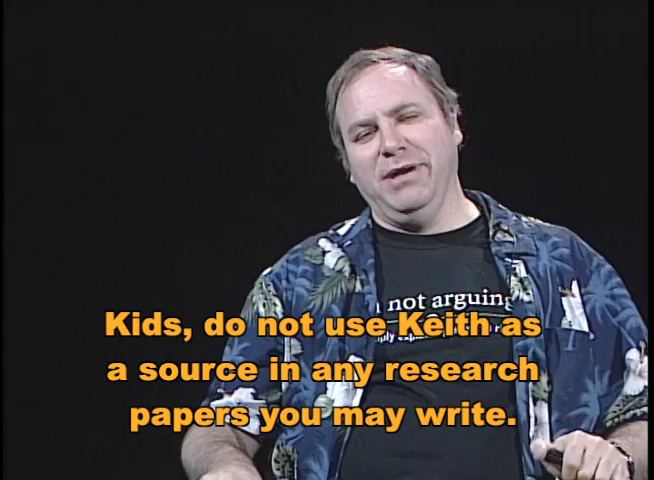 not arguing
Kids, do not use Keith as
a source in any research
papers you may write.